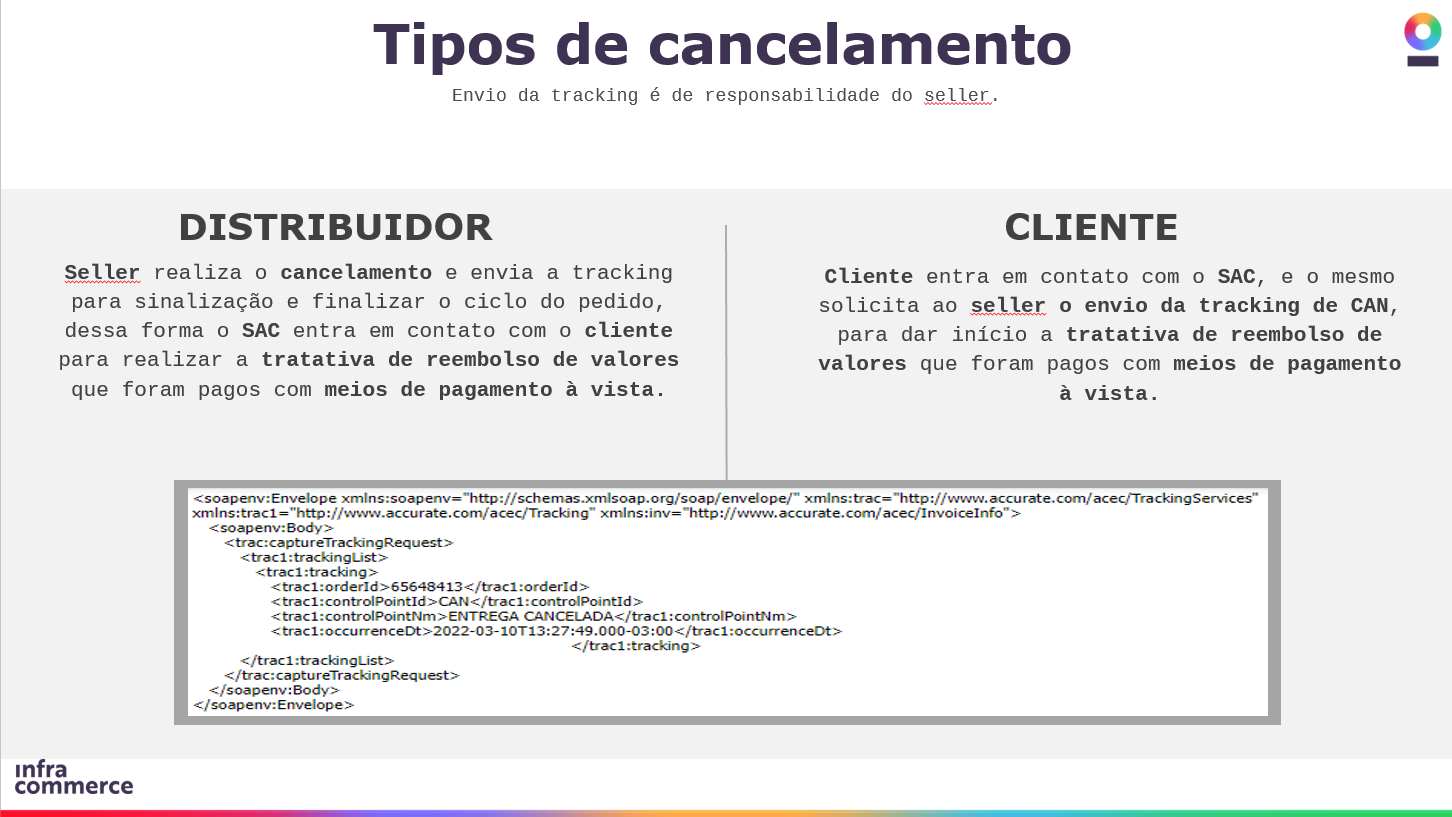 Tipos de cancelamento
Envio da tracking é de responsabilidade do seller.
DISTRIBUIDOR
Seller realiza o cancelamento e envia a tracking
para sinalização e finalizar o ciclo do pedido,
dessa forma o SAC entra em contato com o cliente
para realizar a tratativa de reembolso de valores
que foram pagos com meios de pagamento à vista.
CLIENTE
Cliente entra em contato com o SAC, e o mesmo
solicita ao seller o envio da tracking de CAN,
para dar início a tratativa de reembolso de
valores que foram pagos com meios de pagamento
à vista.
<soapenv:Envelope xmlns:soapenv="http://schemas.xmlsoap.org/soap/envelope/" xmlns:trac="http://www.accurate.com/acec/TrackingServices"
xmlns:trac1="http://www.accurate.com/acec/Tracking" xmlns:inv="http://www.accurate.com/acec/InvoiceInfo">
<soapenv:Body>
<trac:captureTrackingRequest>
<trac1:trackingList>
<trac1:tracking>
<trac1:orderId>65648413</trac1:orderId>
<trac1:controlPointId>CAN</trac1:controlPointId>
<trac1:controlPointNm>ENTREGA CANCELADA</trac1:controlPointNm>
<trac1:occurrenceDt>2022-03-10T13:27:49.000-03:00</trac1:occurrenceDt>
</trac1:tracking>
</trac1:trackingList>
</trac:captureTrackingRequest>
</soapenv:Body>
</soapenv:Envelope>
infra
commerce